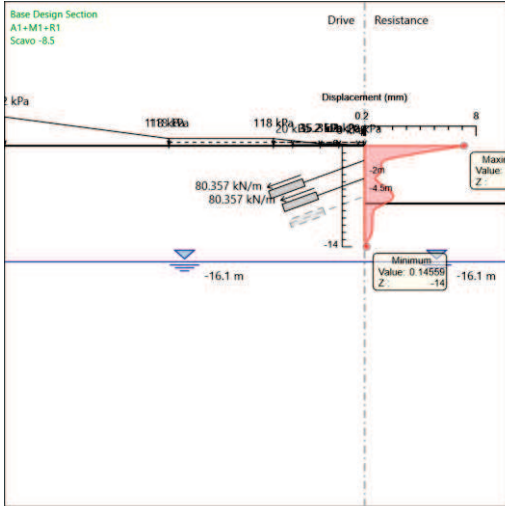 Base Design Section
A1+M1+R1
Scavo -8.5
Drive
Resistance
Displacement (mm)
0.2
8
2 kPa
118 kPa
-2m
-4.5m
80.357 kN/m
80.357 kN/m
Maxi
Value:
Z :
-14
-16.1 m
-16.1 m
Minimum
Value: 0.14559
Z : -14